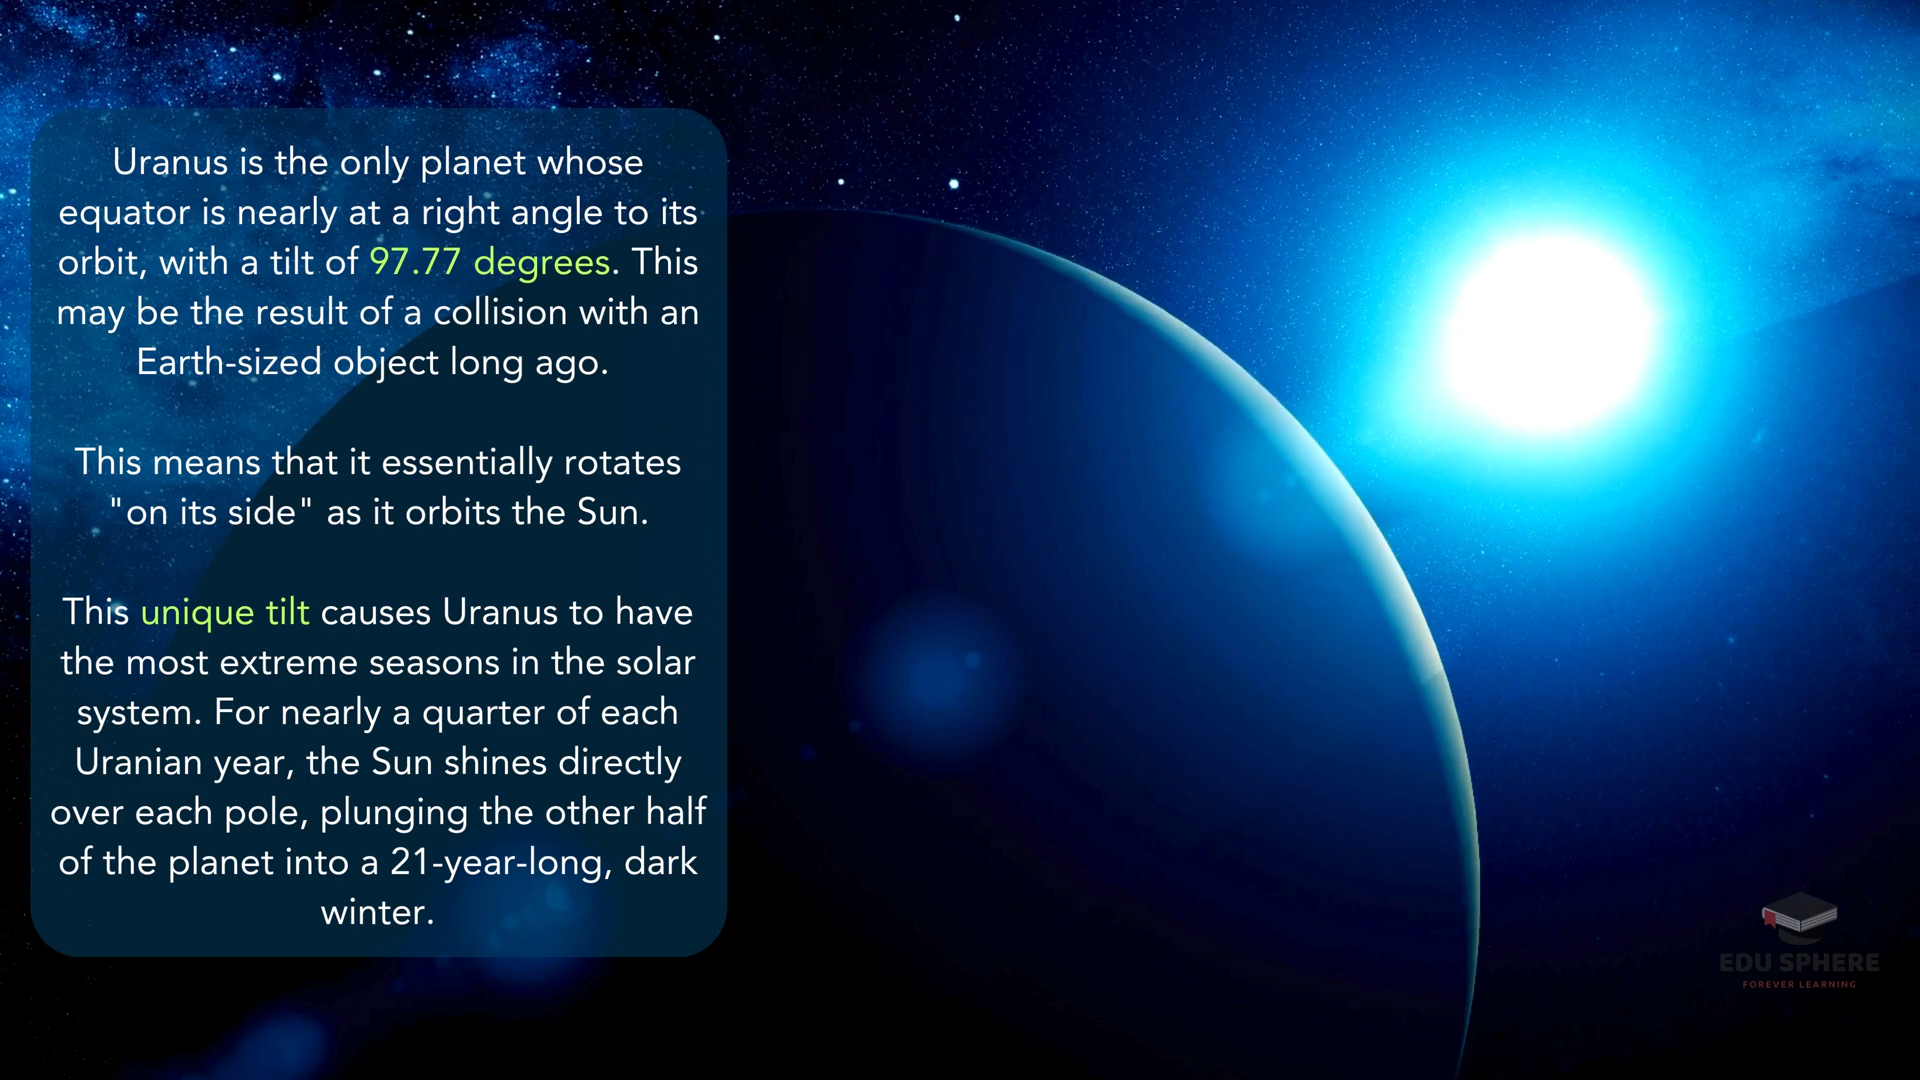 Uranus is the only planet whose
equator is nearly at a right angle to its
orbit, with a tilt of 97.77 degrees. This
may be the result of a collision with an
Earth-sized object long ago.
This means that it essentially rotates
"on its side" as it orbits the Sun.
This unique tilt causes Uranus to have
the most extreme seasons in the solar
system. For nearly a quarter of each
Uranian year, the Sun shines directly
over each pole, plunging the other half
of the planet into a 21-year-long, dark
winter.
EDU SPHERE
FOREVER LEARNING